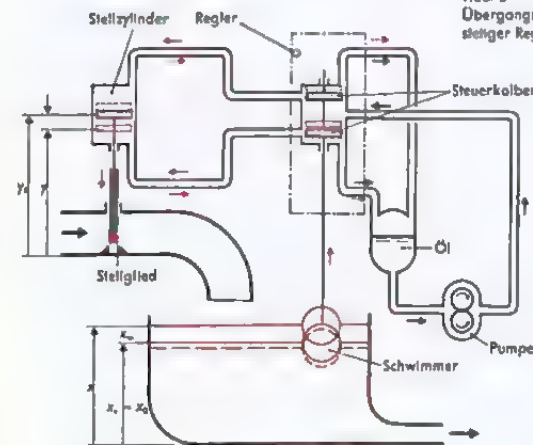 Übergang
stetiger Reg
Stellzylinder
Regler
Steuerkolben
y
Öl
Stellglied
Pumpe
Schwimmer
x